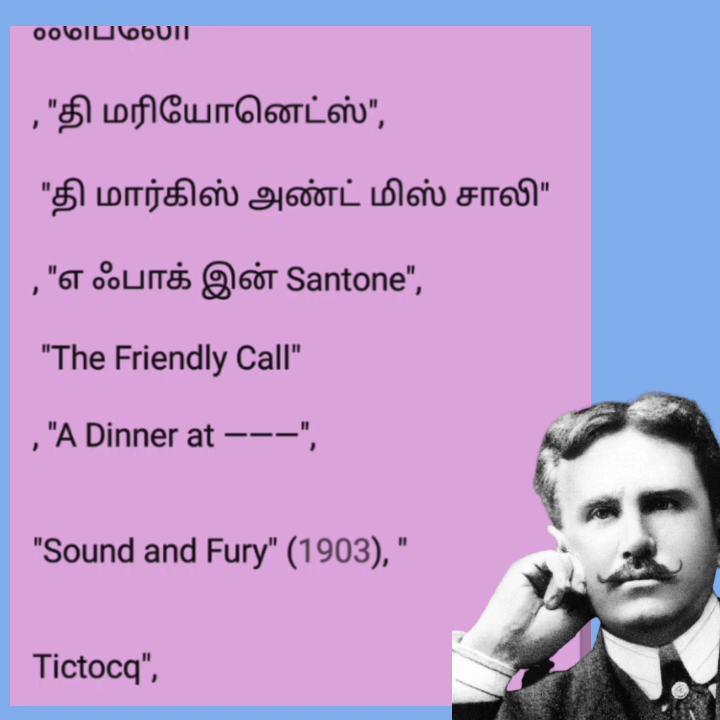 , "தி மரியோனெட்ஸ்",
"தி மார்கிஸ் அண்ட் மிஸ் சாலி"
, "எ ஃபாக் இன் Santone",
"The Friendly Call"
, "A Dinner at −−−",
"Sound and Fury" (1903), "
Tictocq",